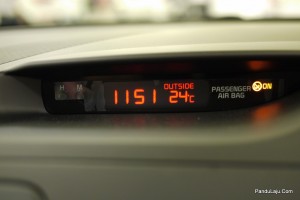 1151
OUTSIDE
24c
PASSENGER
AIR BAG
ON
PanduLaju.Com